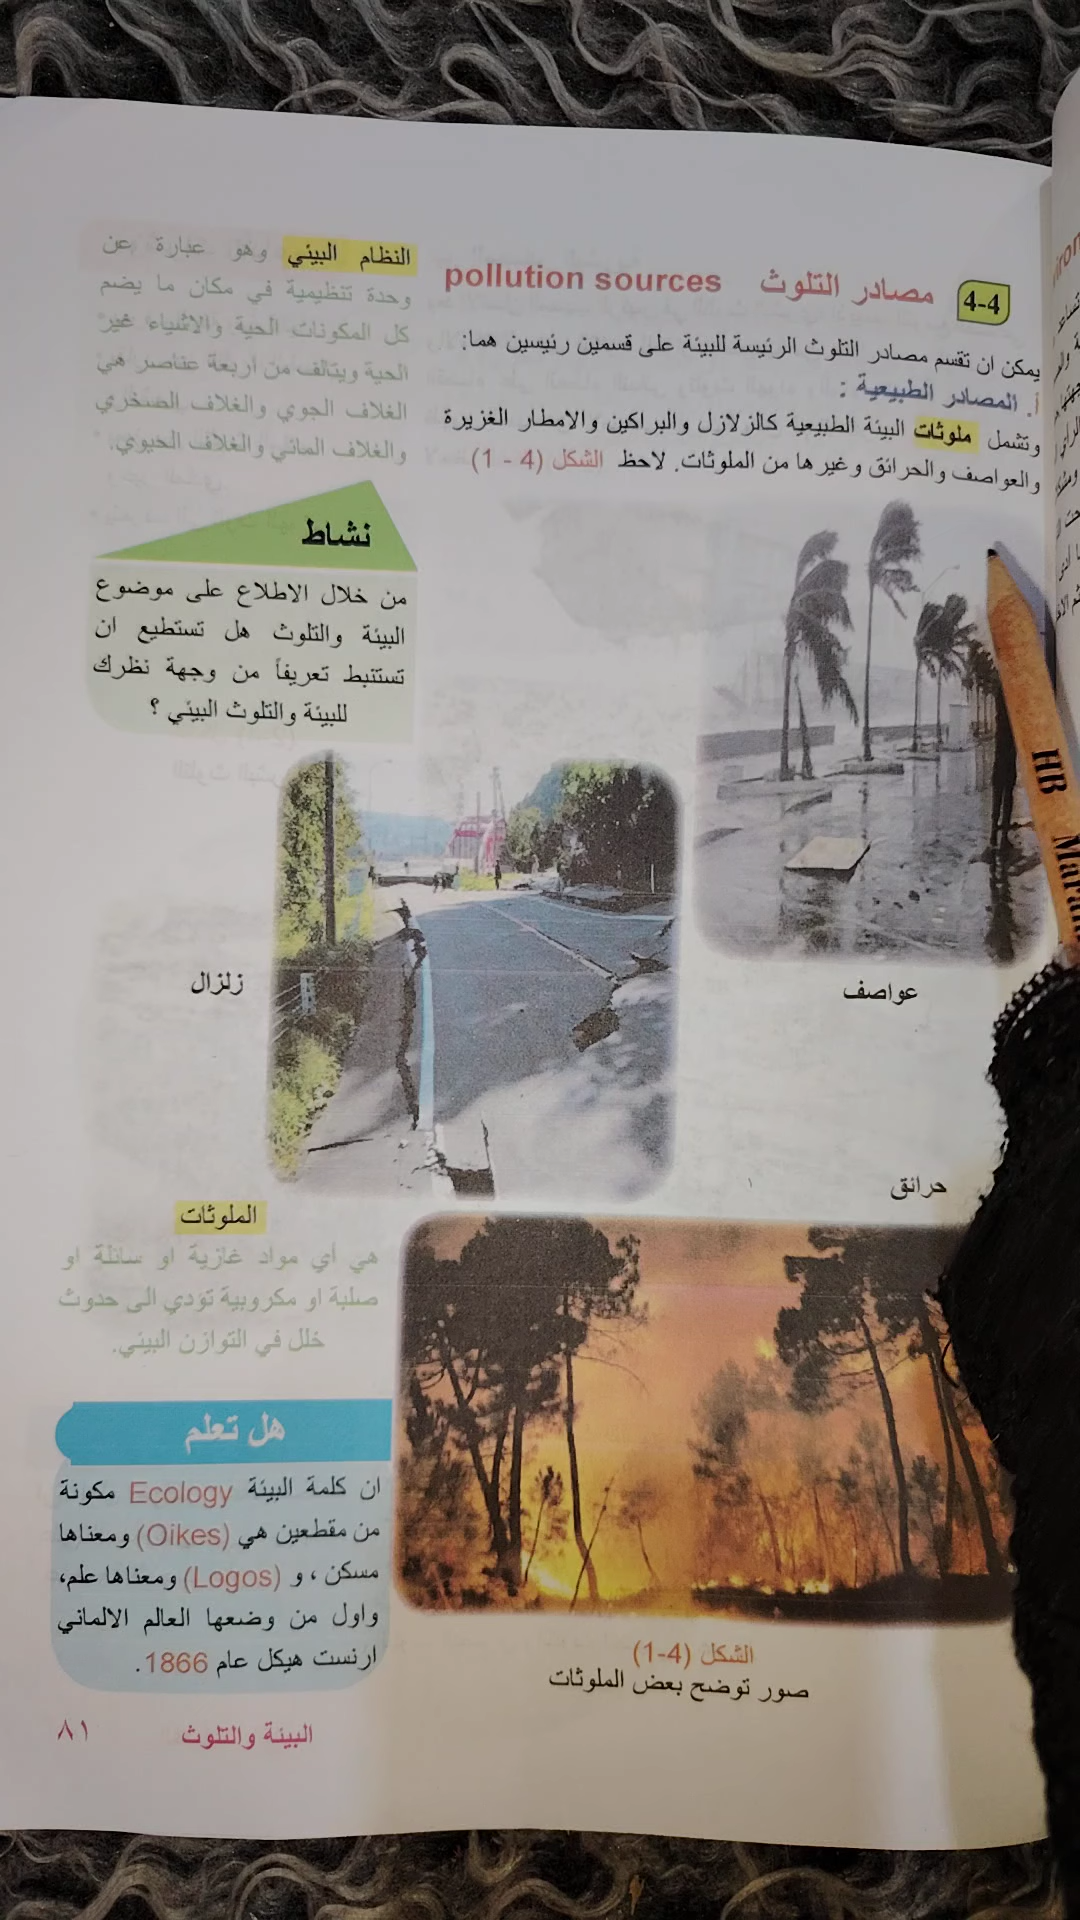 4-4 مصادر التلوث pollution sources
يمكن ان تقسم مصادر التلوث الرئيسة للبيئة على قسمين رئيسين هما:
أ. المصادر الطبيعية :
وتشمل ملوثات البيئة الطبيعية كالزلازل والبراكين والامطار الغزيرة
والعواصف والحرائق وغيرها من الملوثات. لاحظ الشكل (4 - 1)
النظام البيئي وهو عبارة عن
وحدة تنظيمية في مكان ما يضم
كل المكونات الحية والاشياء غير
الحية ويتألف من أربعة عناصر هي
الغلاف الجوي والغلاف الصخري
والغلاف المائي والغلاف الحيوي.
نشاط
من خلال الاطلاع على موضوع
البيئة والتلوث هل تستطيع ان
تستنبط تعريفاً من وجهة نظرك
للبيئة والتلوث البيئي ؟
HB
عواصف
زلزال
حرائق
الملوثات
هي أي مواد غازية او سائلة او
صلبة او مكروبية تؤدي الى حدوث
خلل في التوازن البيئي.
هل تعلم
ان كلمة البيئة Ecology مكونة
من مقطعين هي (Oikes) ومعناها
مسكن ، و (Logos) ومعناها علم،
واول من وضعها العالم الالماني
ارنست هيكل عام 1866.
الشكل (4-1)
صور توضح بعض الملوثات
البيئة والتلوث ٨١